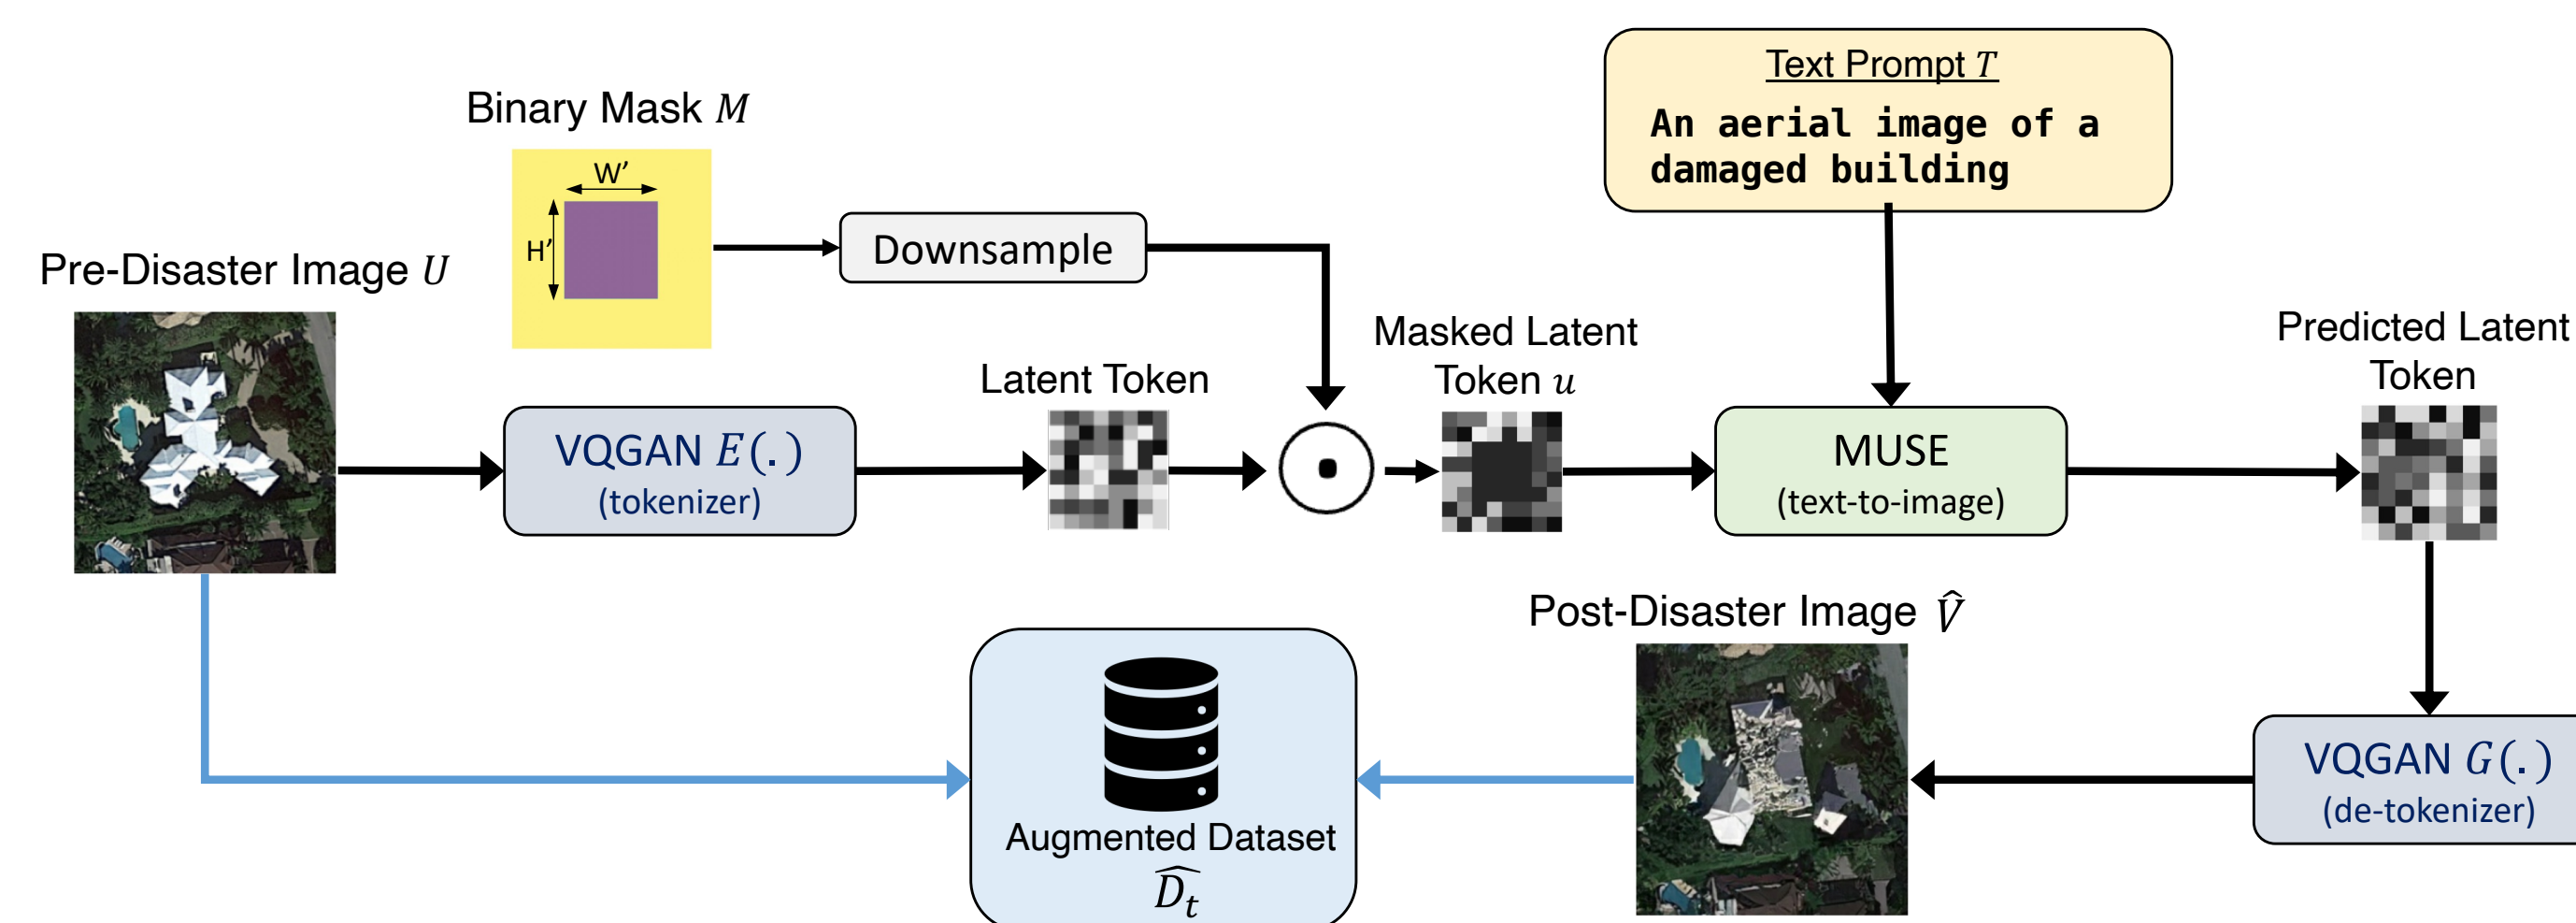 Text Prompt T
An aerial image of a
damaged building
Binary Mask M
W’
H’
Downsample
Pre-Disaster Image U
Masked Latent
Token u
Predicted Latent
Token
Latent Token
VQGAN E(.)
(tokenizer)
MUSE
(text-to-image)
Post-Disaster Image V̂
VQGAN G(.)
(de-tokenizer)
Augmented Dataset
D̂ₜ